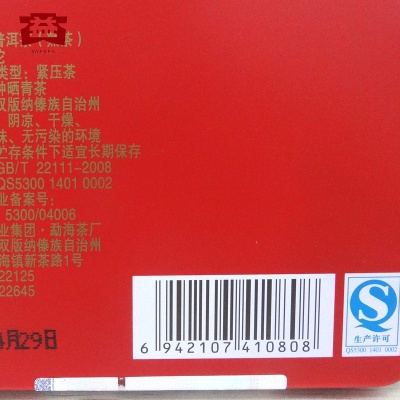 普洱茶（熟茶）
沱
类型：紧压茶
种晒青茶
双版纳傣族自治州
阴凉、干燥、
味、无污染的环境
贮存条件下适宜长期保存
GB/T 22111-2008
QS5300 1401 0002
业备案号：
5300/04006
业集团·勐海茶厂
双版纳傣族自治州
海镇新茶路1号
22125
22645
4月29日
6 942107 410808
QS
生产许可
QS5300 1401 0002